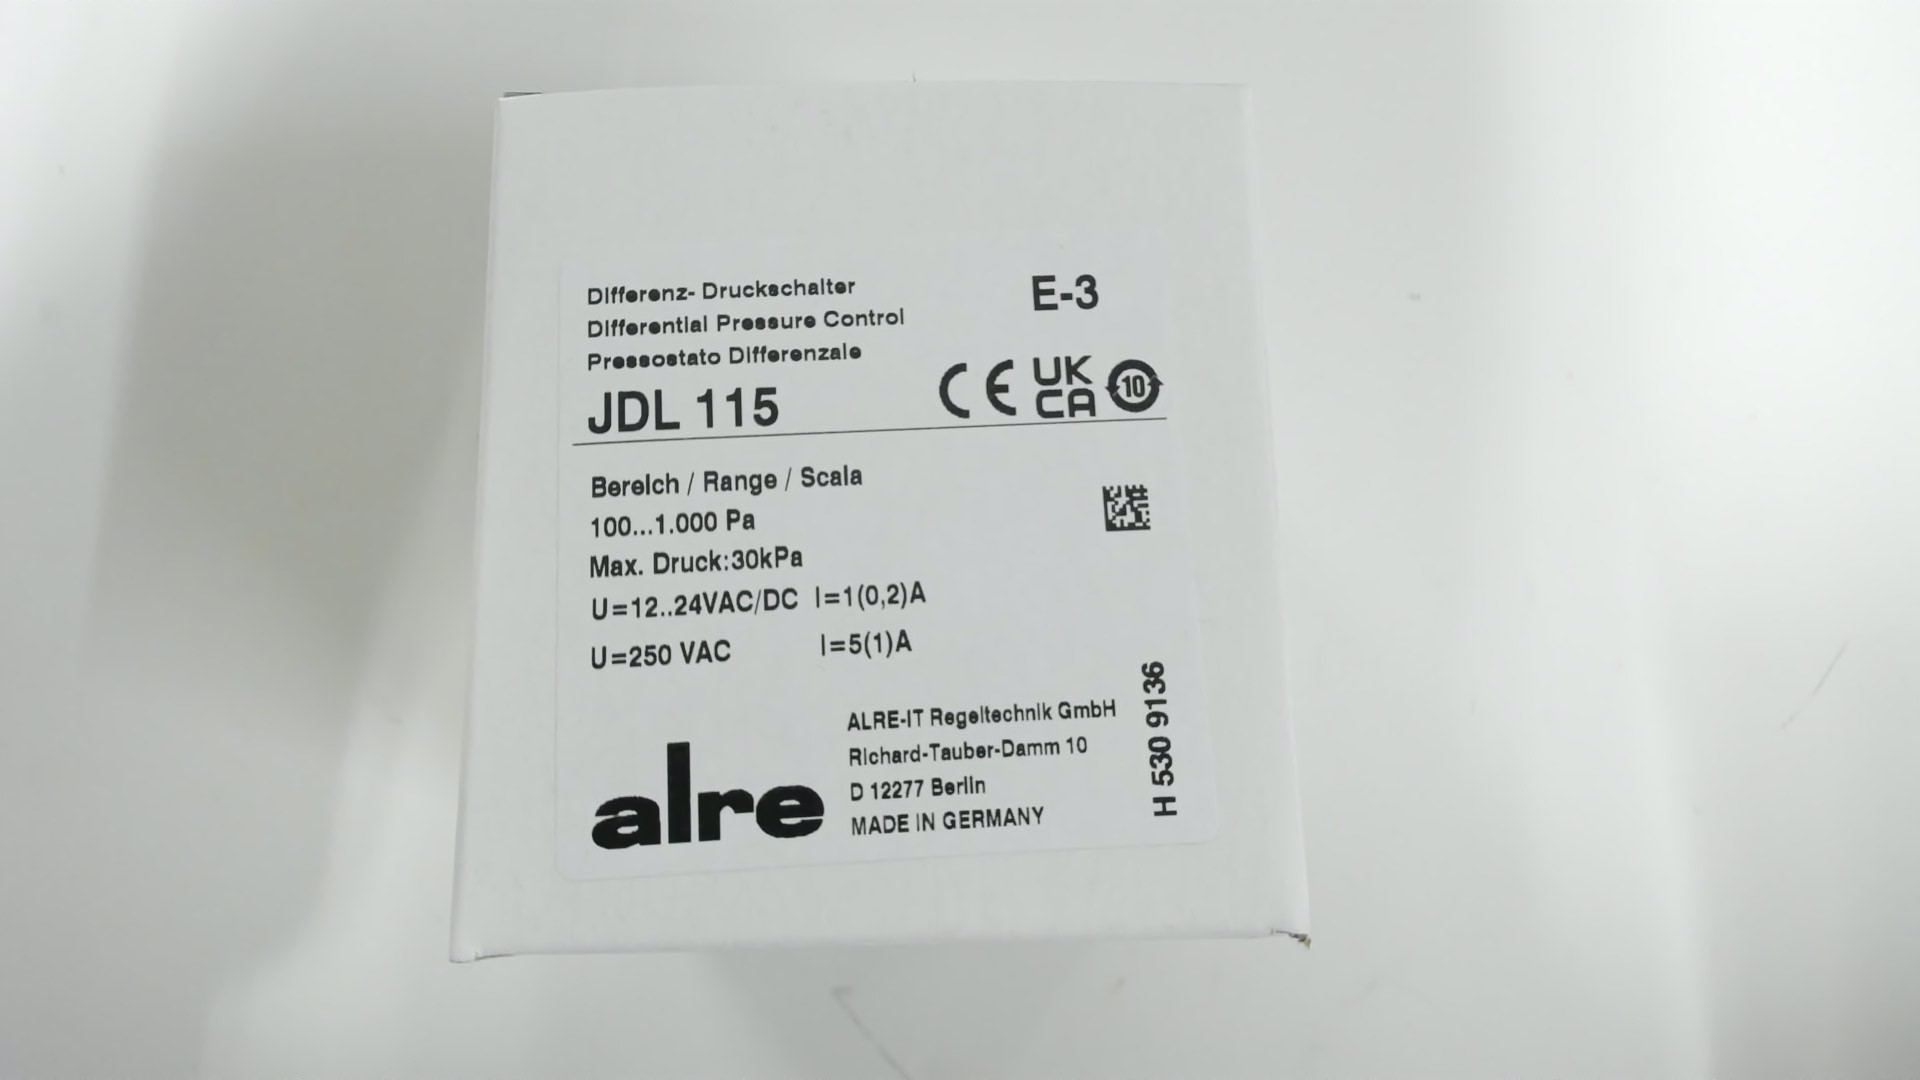 Differenz- Druckschalter
E-3
Differential Pressure Control
Pressostato Differenziale
JDL 115
CE UK CA 10
Bereich / Range / Scala
100...1.000 Pa
Max. Druck:30kPa
U=12..24VAC/DC I=1(0,2)A
U=250 VAC I=5(1)A
alre
ALRE-IT Regeltechnik GmbH
Richard-Tauber-Damm 10
D 12277 Berlin
MADE IN GERMANY
H 530 9136